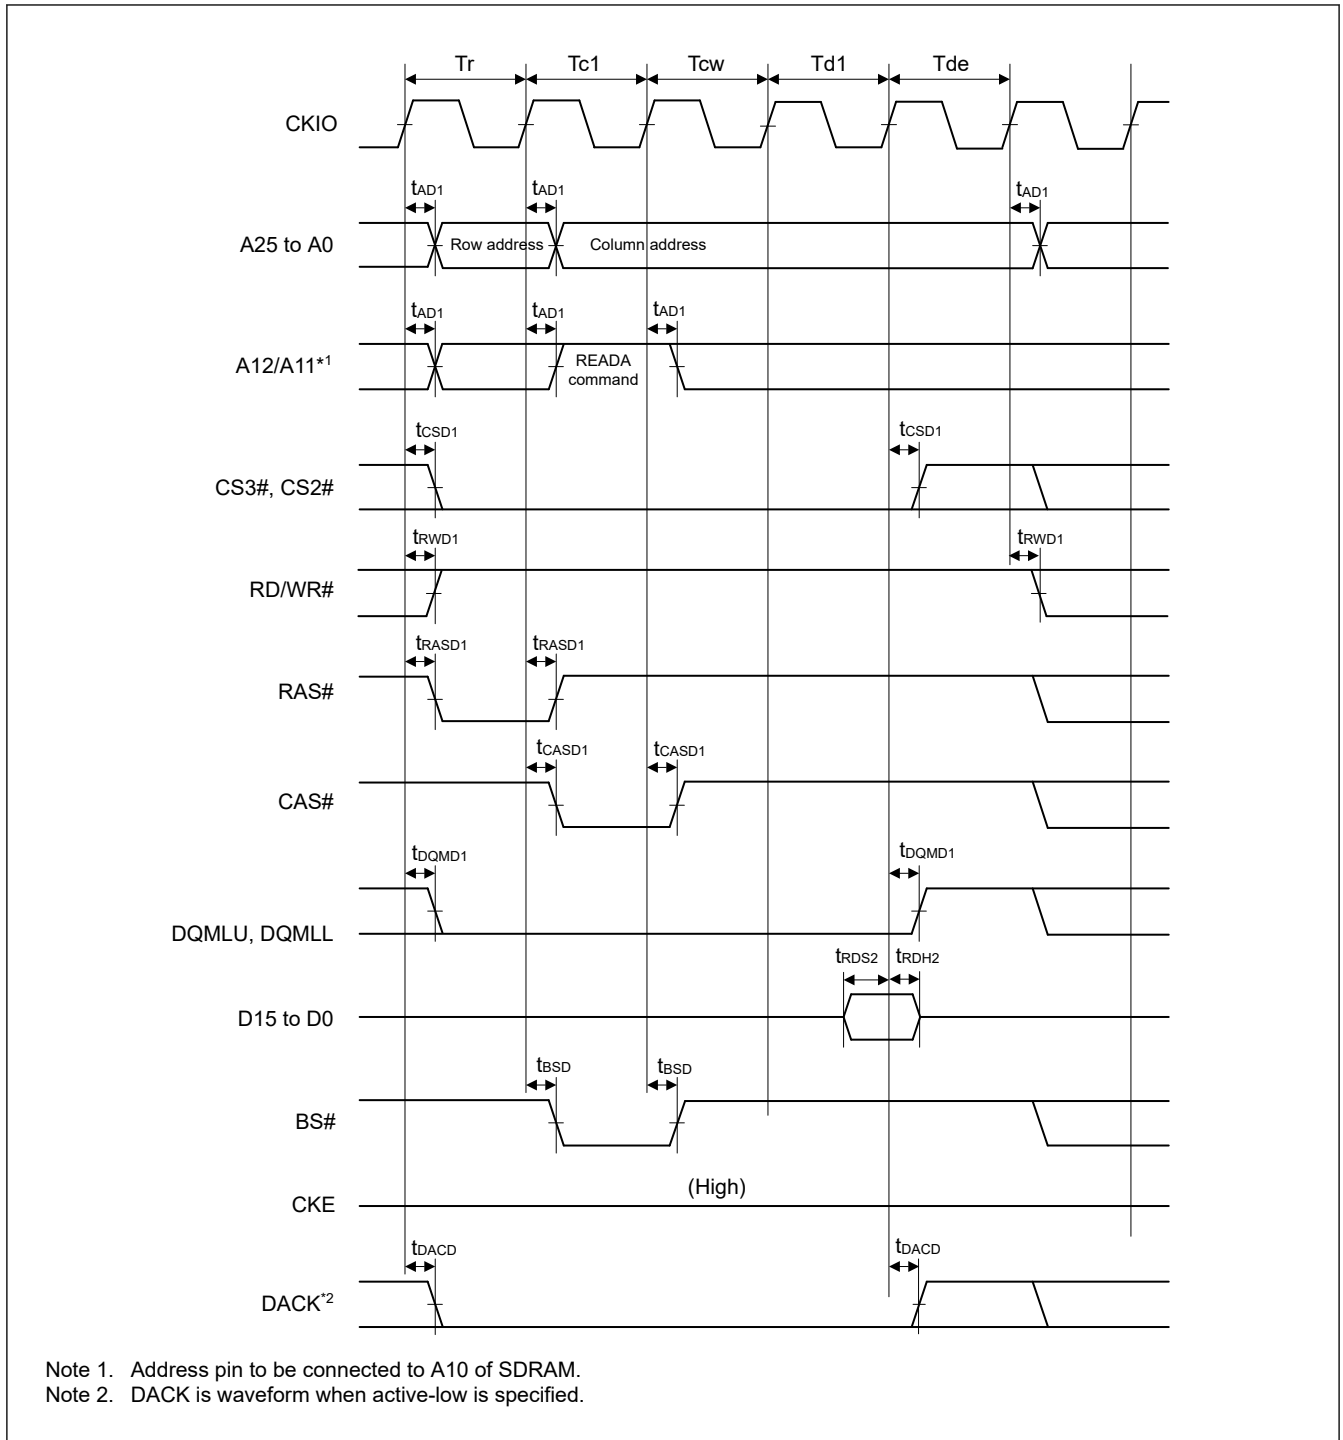 Tr Tc1 Tcw Td1 Tde
CKIO
tAD1 tAD1 tAD1
A25 to A0 Row address Column address
tAD1 tAD1 tAD1
A12/A11*1 READA
command
tCSD1 tCSD1
CS3#, CS2#
tRWD1 tRWD1
RD/WR#
tRASD1 tRASD1
RAS#
tCASD1 tCASD1
CAS#
tDQMD1 tDQMD1
DQMLU, DQMLL
tRDS2 tRDH2
D15 to D0
tBSD tBSD
BS#
(High)
CKE
tDACD tDACD
DACK*2
Note 1. Address pin to be connected to A10 of SDRAM.
Note 2. DACK is waveform when active-low is specified.